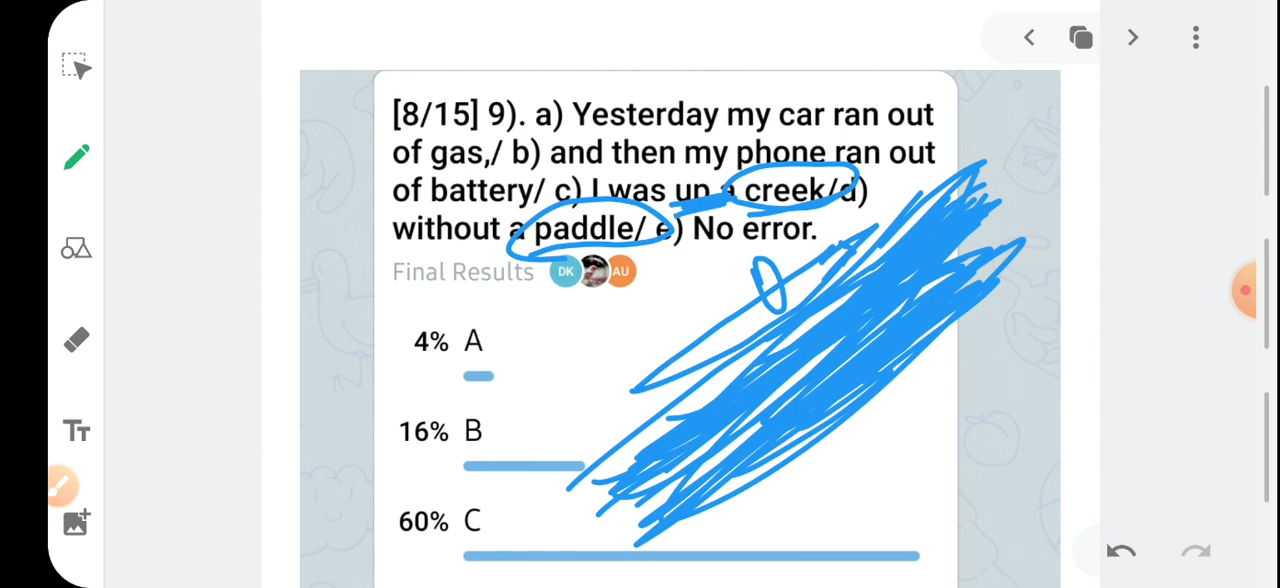 [8/15] 9). a) Yesterday my car ran out
of gas,/ b) and then my phone ran out
of battery/ c) I was up a creek/d)
without a paddle/ e) No error.
Final Results DK AU
4% A
16% B
60% C
Tт